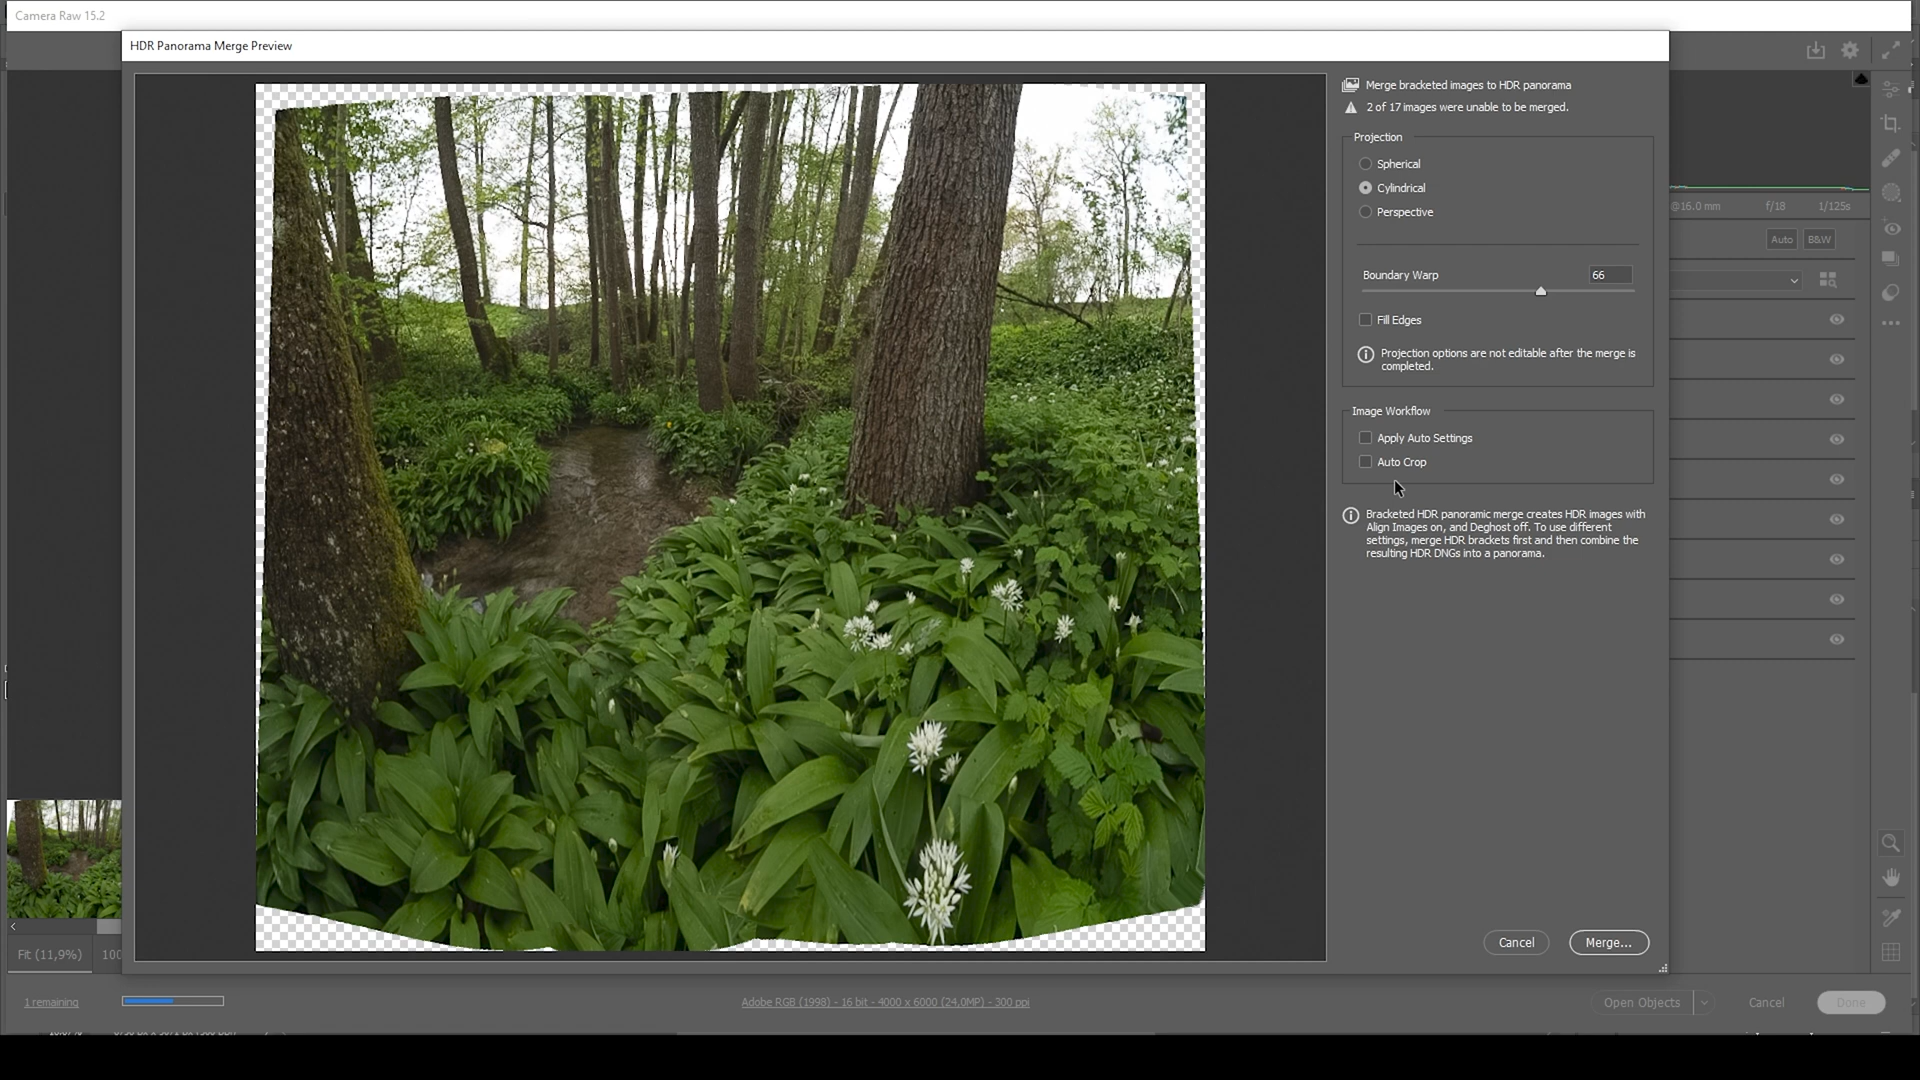 Camera Raw 15.2
HDR Panorama Merge Preview
Merge bracketed images to HDR panorama
2 of 17 images were unable to be merged.
Projection
Spherical
Cylindrical
Perspective
@16.0 mm f/18 1/125s
Auto B&W
Boundary Warp 66
Fill Edges
Projection options are not editable after the merge is
completed.
Image Workflow
Apply Auto Settings
Auto Crop
Bracketed HDR panoramic merge creates HDR images with
Align Images on, and Deghost off. To use different
settings, merge HDR brackets first and then combine the
resulting HDR DNGs into a panorama.
Cancel Merge...
Fit (11,9%) 100
1 remaining
Adobe RGB (1998) - 16 bit - 4000 x 6000 (24,0MP) - 300 ppi
Open Objects Cancel Done